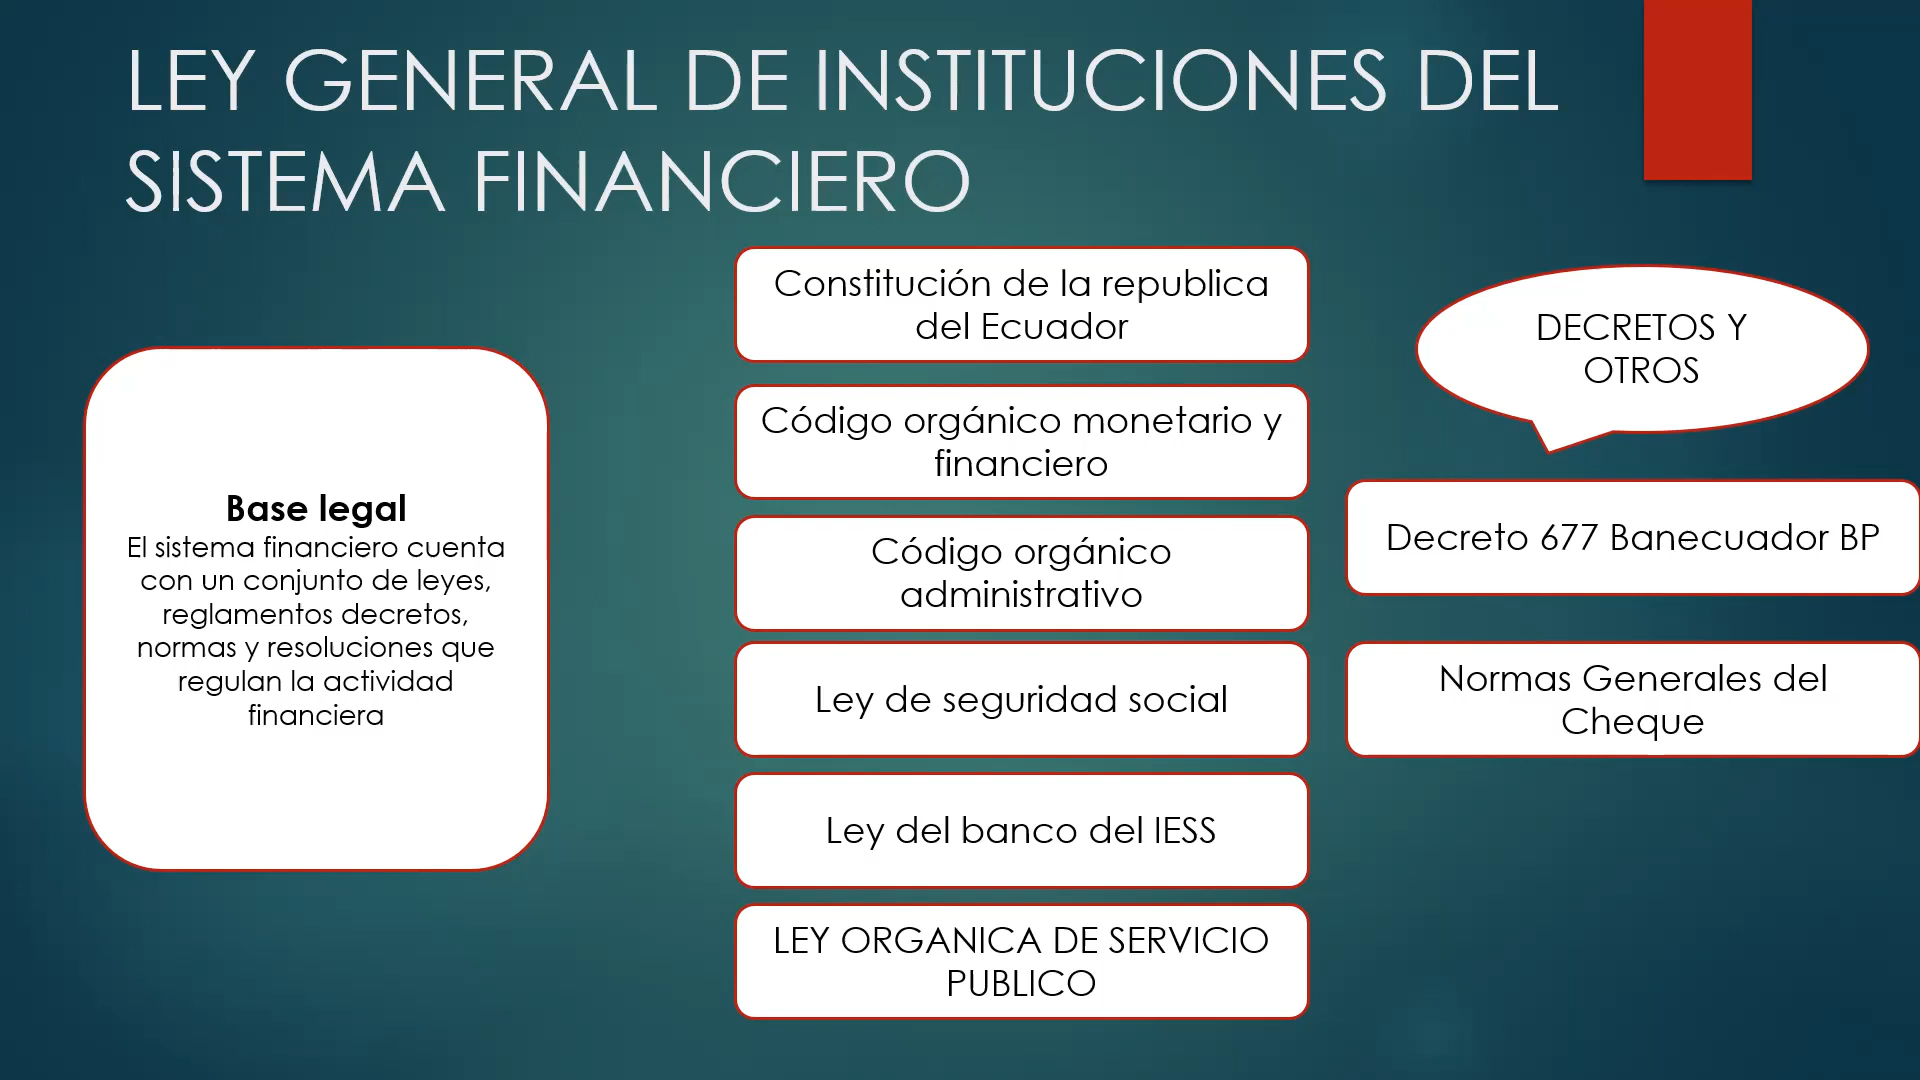 LEY GENERAL DE INSTITUCIONES DEL
SISTEMA FINANCIERO
Base legal
El sistema financiero cuenta
con un conjunto de leyes,
reglamentos decretos,
normas y resoluciones que
regulan la actividad
financiera
Constitución de la republica
del Ecuador
Código orgánico monetario y
financiero
Código orgánico
administrativo
Ley de seguridad social
Ley del banco del IESS
LEY ORGANICA DE SERVICIO
PUBLICO
DECRETOS Y
OTROS
Decreto 677 Banecuador BP
Normas Generales del
Cheque